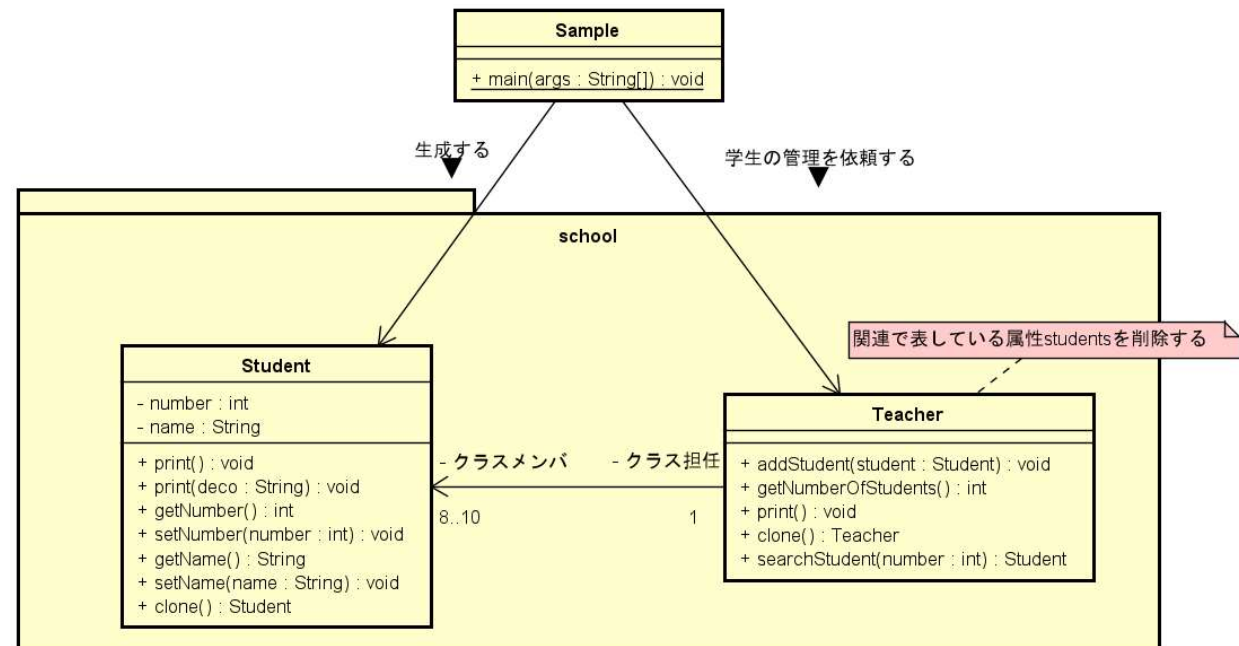 Sample
+ main(args : String[]) : void
生成する
学生の管理を依頼する
school
関連で表している属性studentsを削除する
Student
- number : int
- name : String
+ print() : void
+ print(deco : String) : void
+ getNumber() : int
+ setNumber(number : int) : void
+ getName() : String
+ setName(name : String) : void
+ clone() : Student
- クラスメンバ
- クラス担任
8..10
1
Teacher
+ addStudent(student : Student) : void
+ getNumberOfStudents() : int
+ print() : void
+ clone() : Teacher
+ searchStudent(number : int) : Student